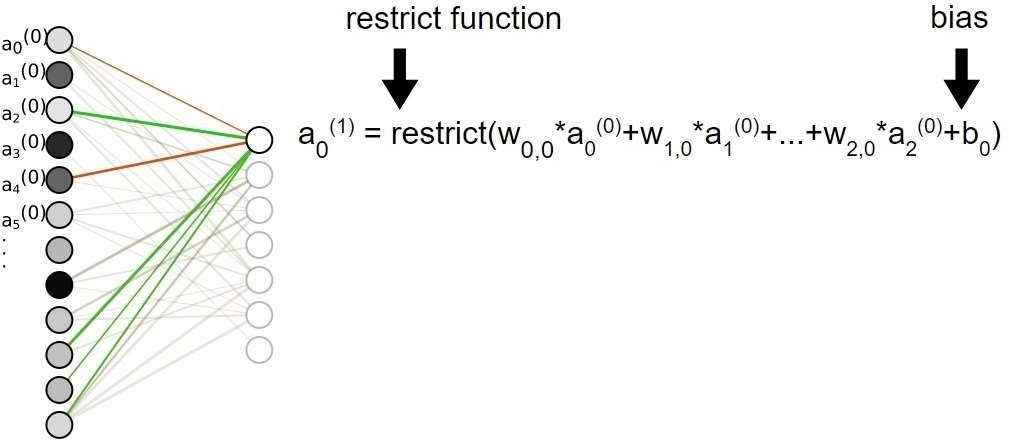 restrict function
bias
a₀⁽⁰⁾
a₁⁽⁰⁾
a₂⁽⁰⁾
a₃⁽⁰⁾
a₄⁽⁰⁾
a₅⁽⁰⁾
.
.
.
a₀⁽¹⁾ = restrict(w₀,₀*a₀⁽⁰⁾+w₁,₀*a₁⁽⁰⁾+...+w₂,₀*a₂⁽⁰⁾+b₀)